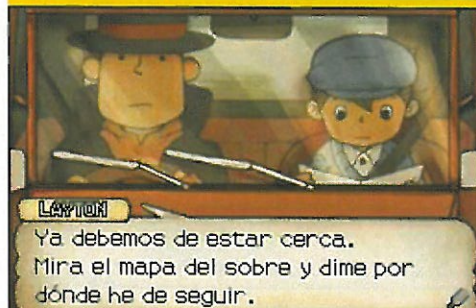 LAYTON
Ya debemos de estar cerca.
Mira el mapa del sobre y dime por
dónde he de seguir.